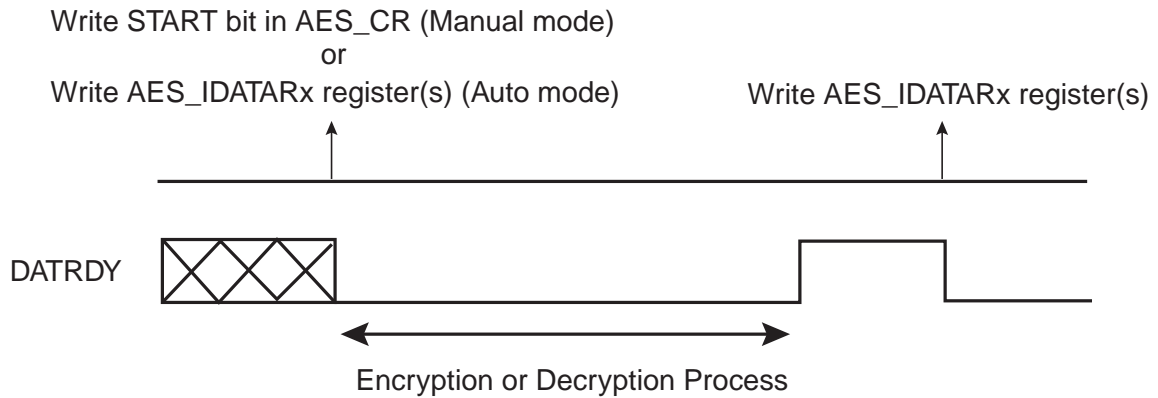 Write START bit in AES_CR (Manual mode)
or
Write AES_IDATARx register(s) (Auto mode)
Write AES_IDATARx register(s)
DATRDY
Encryption or Decryption Process